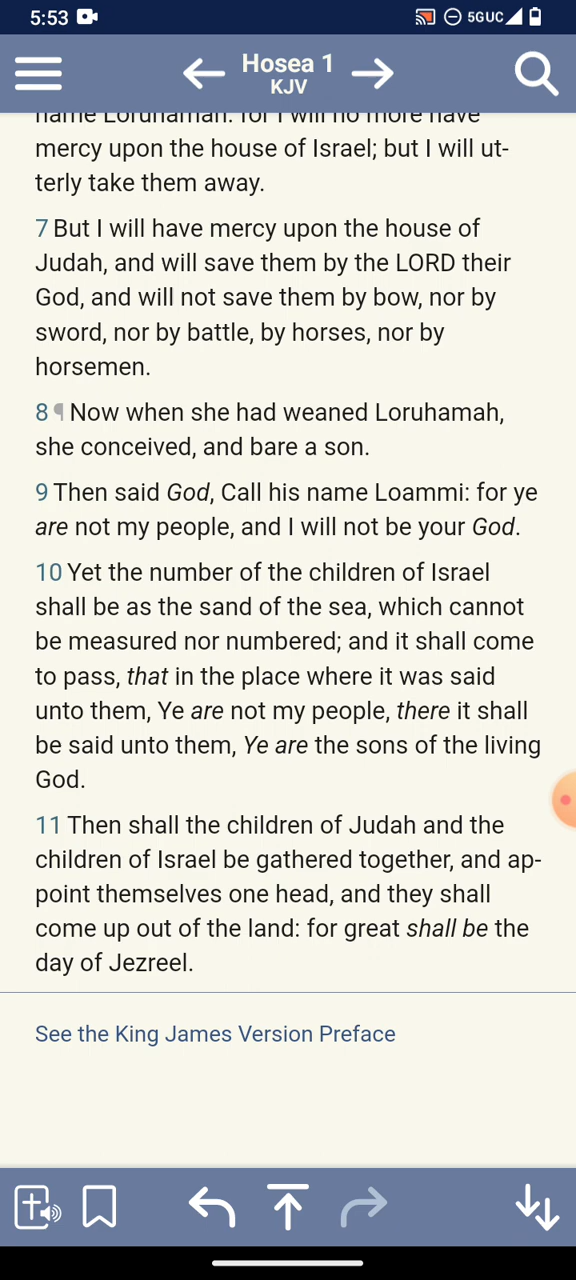 5:53
5GUC
Hosea 1
KJV
name Loruhamah: for I will no more have
mercy upon the house of Israel; but I will ut-
terly take them away.
7 But I will have mercy upon the house of
Judah, and will save them by the LORD their
God, and will not save them by bow, nor by
sword, nor by battle, by horses, nor by
horsemen.
8 ¶ Now when she had weaned Loruhamah,
she conceived, and bare a son.
9 Then said God, Call his name Loammi: for ye
are not my people, and I will not be your God.
10 Yet the number of the children of Israel
shall be as the sand of the sea, which cannot
be measured nor numbered; and it shall come
to pass, that in the place where it was said
unto them, Ye are not my people, there it shall
be said unto them, Ye are the sons of the living
God.
11 Then shall the children of Judah and the
children of Israel be gathered together, and ap-
point themselves one head, and they shall
come up out of the land: for great shall be the
day of Jezreel.
See the King James Version Preface